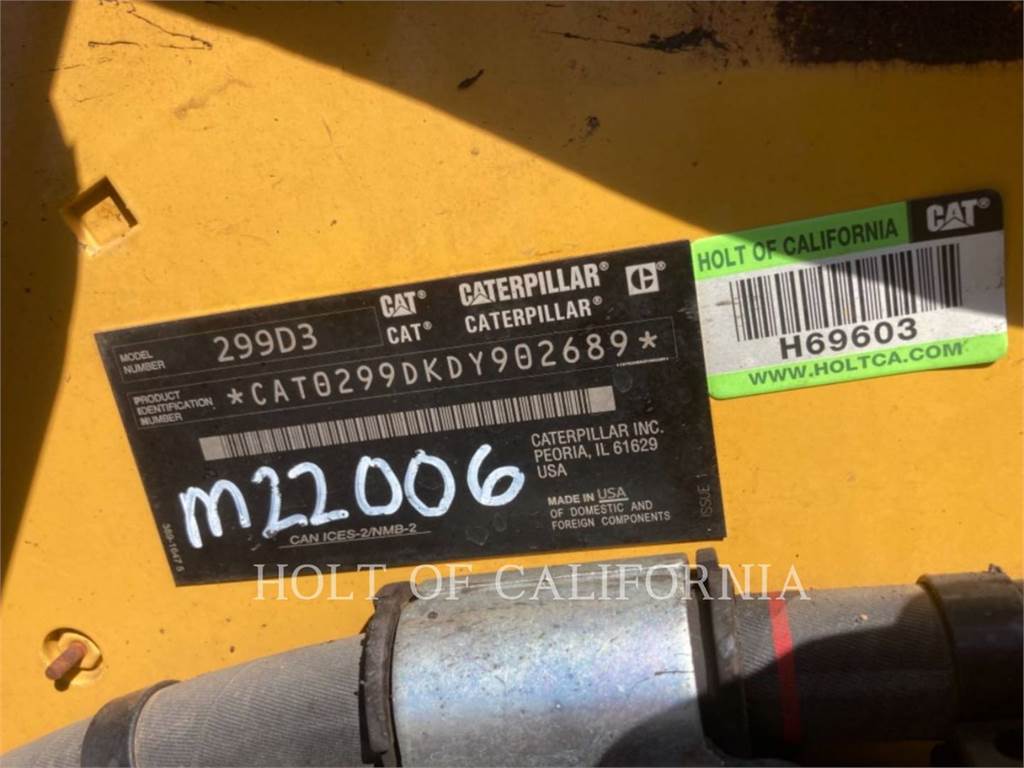 MODEL NUMBER 299D3
CAT® CATERPILLAR®
CAT® CATERPILLAR®
PRODUCT IDENTIFICATION NUMBER *CAT0299DKDY902689*
CATERPILLAR INC.
PEORIA, IL 61629
USA
m22006
MADE IN USA
OF DOMESTIC AND
FOREIGN COMPONENTS
CAN ICES-2/NMB-2
ISSUE 1
HOLT OF CALIFORNIA CAT®
H69603
WWW.HOLTCA.COM
HOLT OF CALIFORNIA